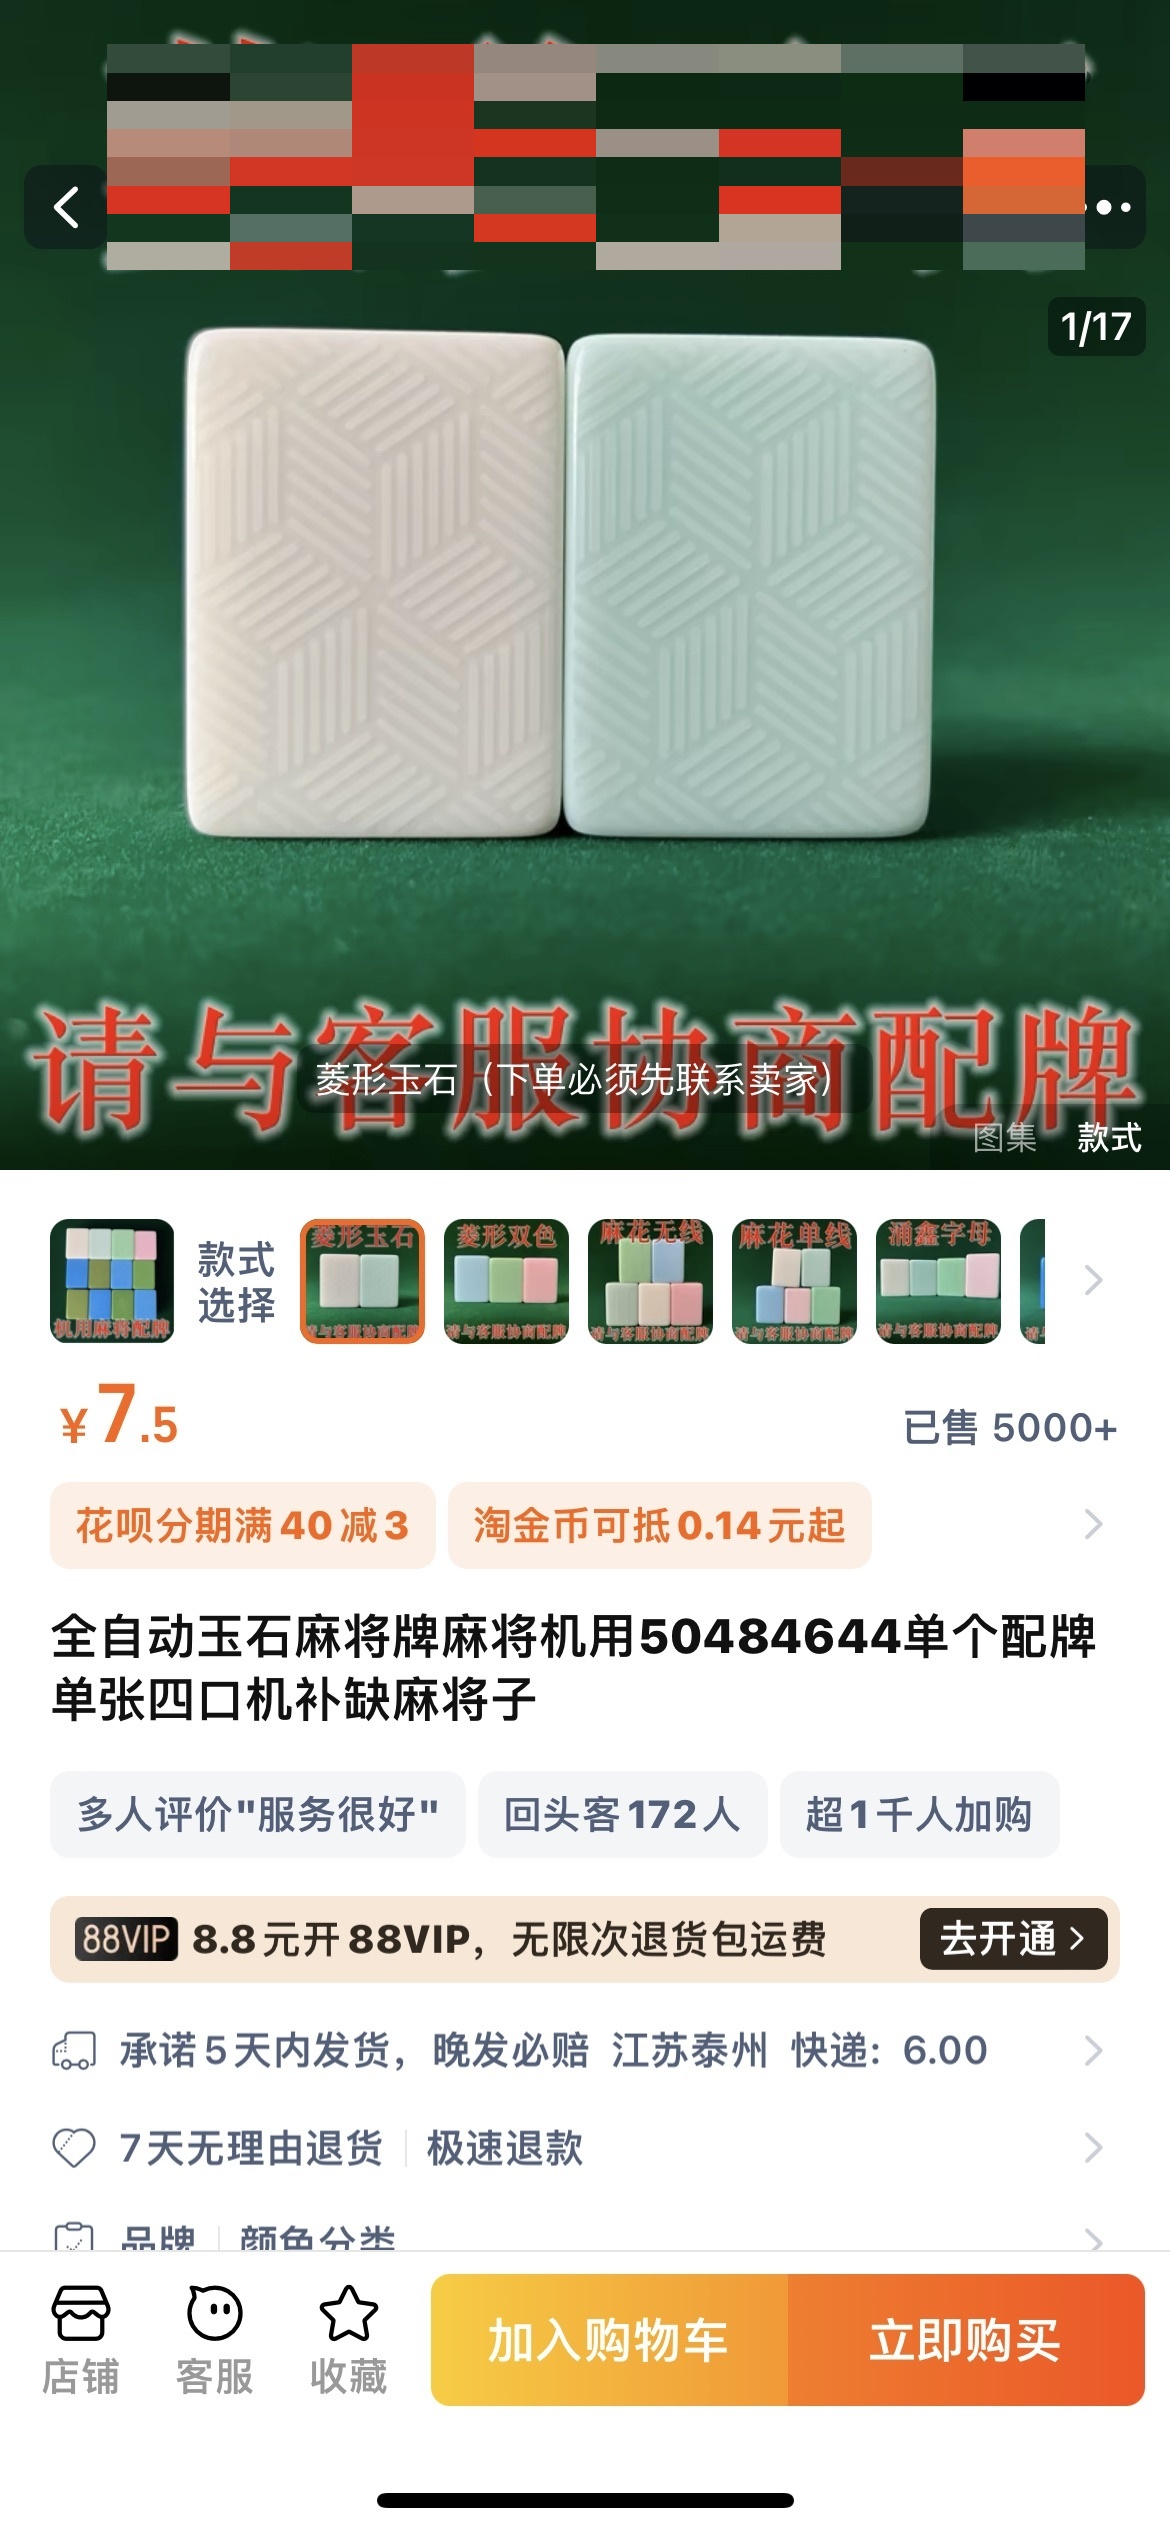 1/17
请与客服协商配牌
菱形玉石（下单必须先联系卖家）
图集 款式
机用麻将配牌
款式
选择
菱形玉石
请与客服协商配牌
菱形双色
请与客服协商配牌
麻花无线
请与客服协商配牌
麻花单线
请与客服协商配牌
涌鑫字母
请与客服协商配牌
¥7.5
已售 5000+
花呗分期满40减3
淘金币可抵0.14元起
全自动玉石麻将牌麻将机用50484644单个配牌
单张四口机补缺麻将子
多人评价"服务很好"
回头客172人
超1千人加购
88VIP 8.8元开88VIP，无限次退货包运费
去开通
承诺5天内发货，晚发必赔 江苏泰州 快递: 6.00
7天无理由退货 极速退款
品牌 颜色分类
店铺
客服
收藏
加入购物车
立即购买